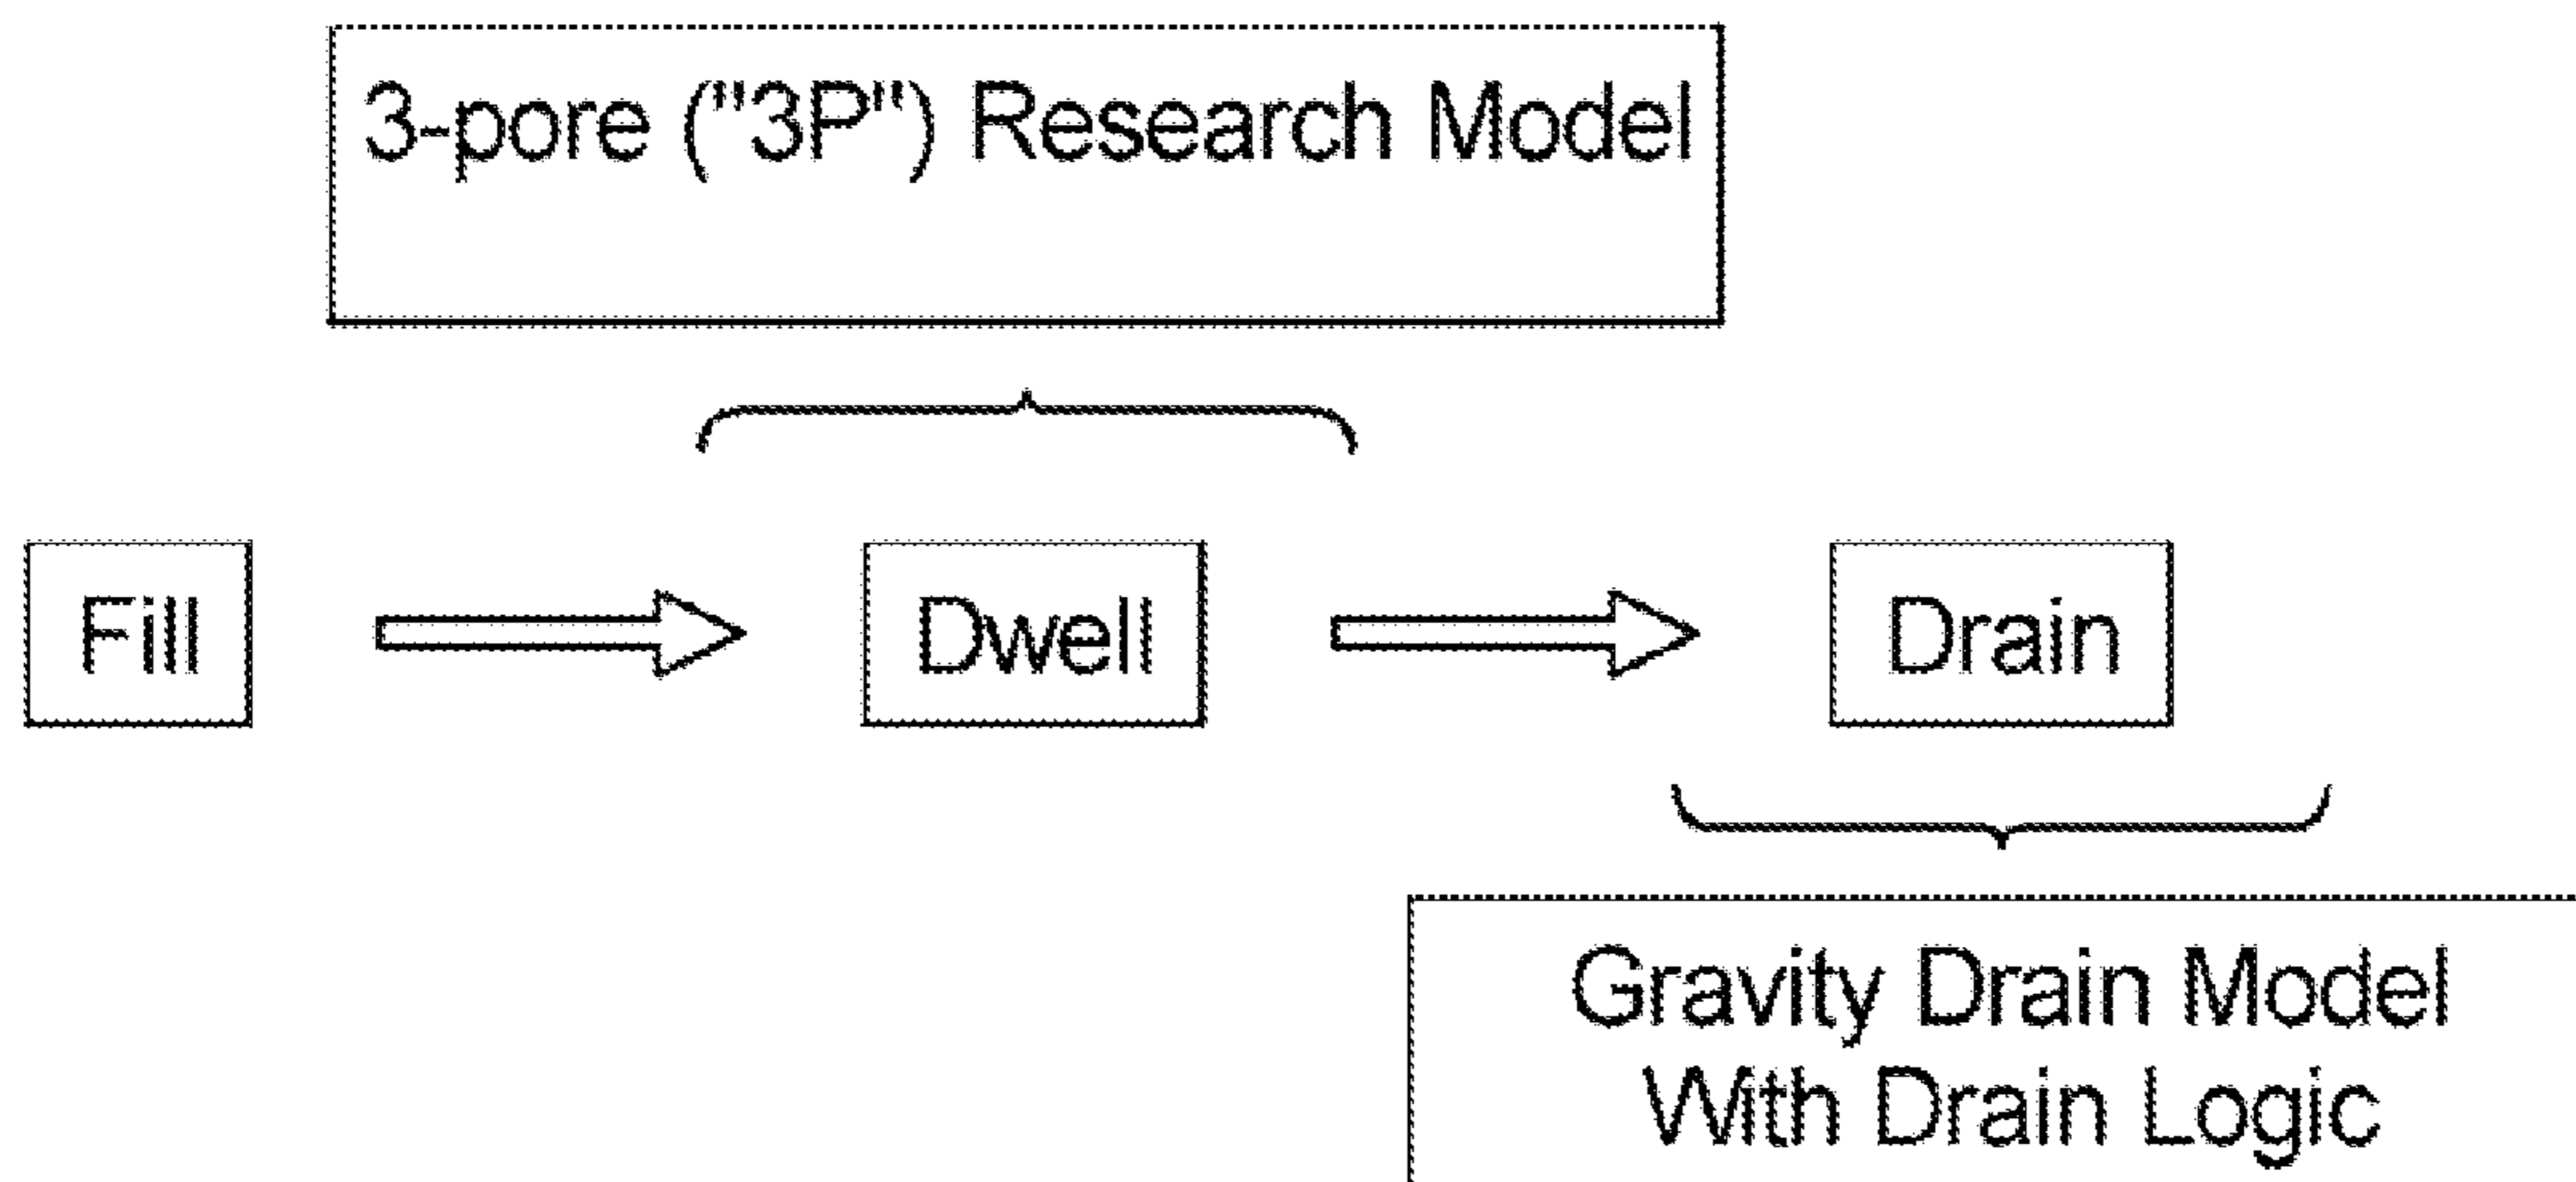 3-pore ("3P") Research Model
Fill
Dwell
Drain
Gravity Drain Model
With Drain Logic